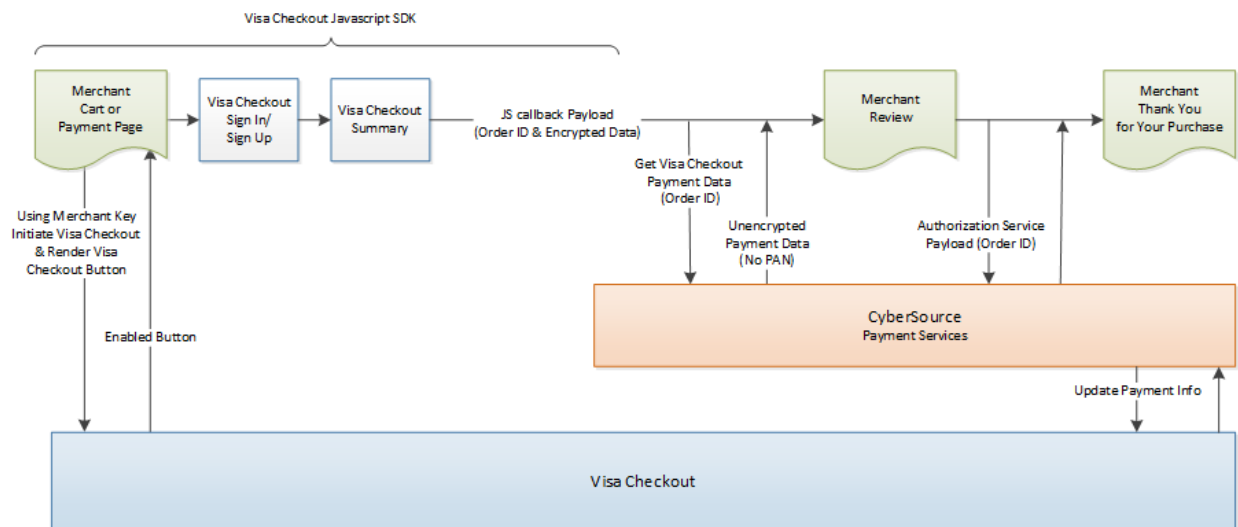 Visa Checkout Javascript SDK
Merchant
Cart or
Payment Page
Visa Checkout
Sign In/
Sign Up
Visa Checkout
Summary
JS callback Payload
(Order ID & Encrypted Data)
Merchant
Review
Merchant
Thank You
for Your Purchase
Get Visa Checkout
Payment Data
(Order ID)
Using Merchant Key
Initiate Visa Checkout
& Render Visa
Checkout Button
Unencrypted
Payment Data
(No PAN)
Authorization Service
Payload (Order ID)
Enabled Button
CyberSource
Payment Services
Update Payment Info
Visa Checkout